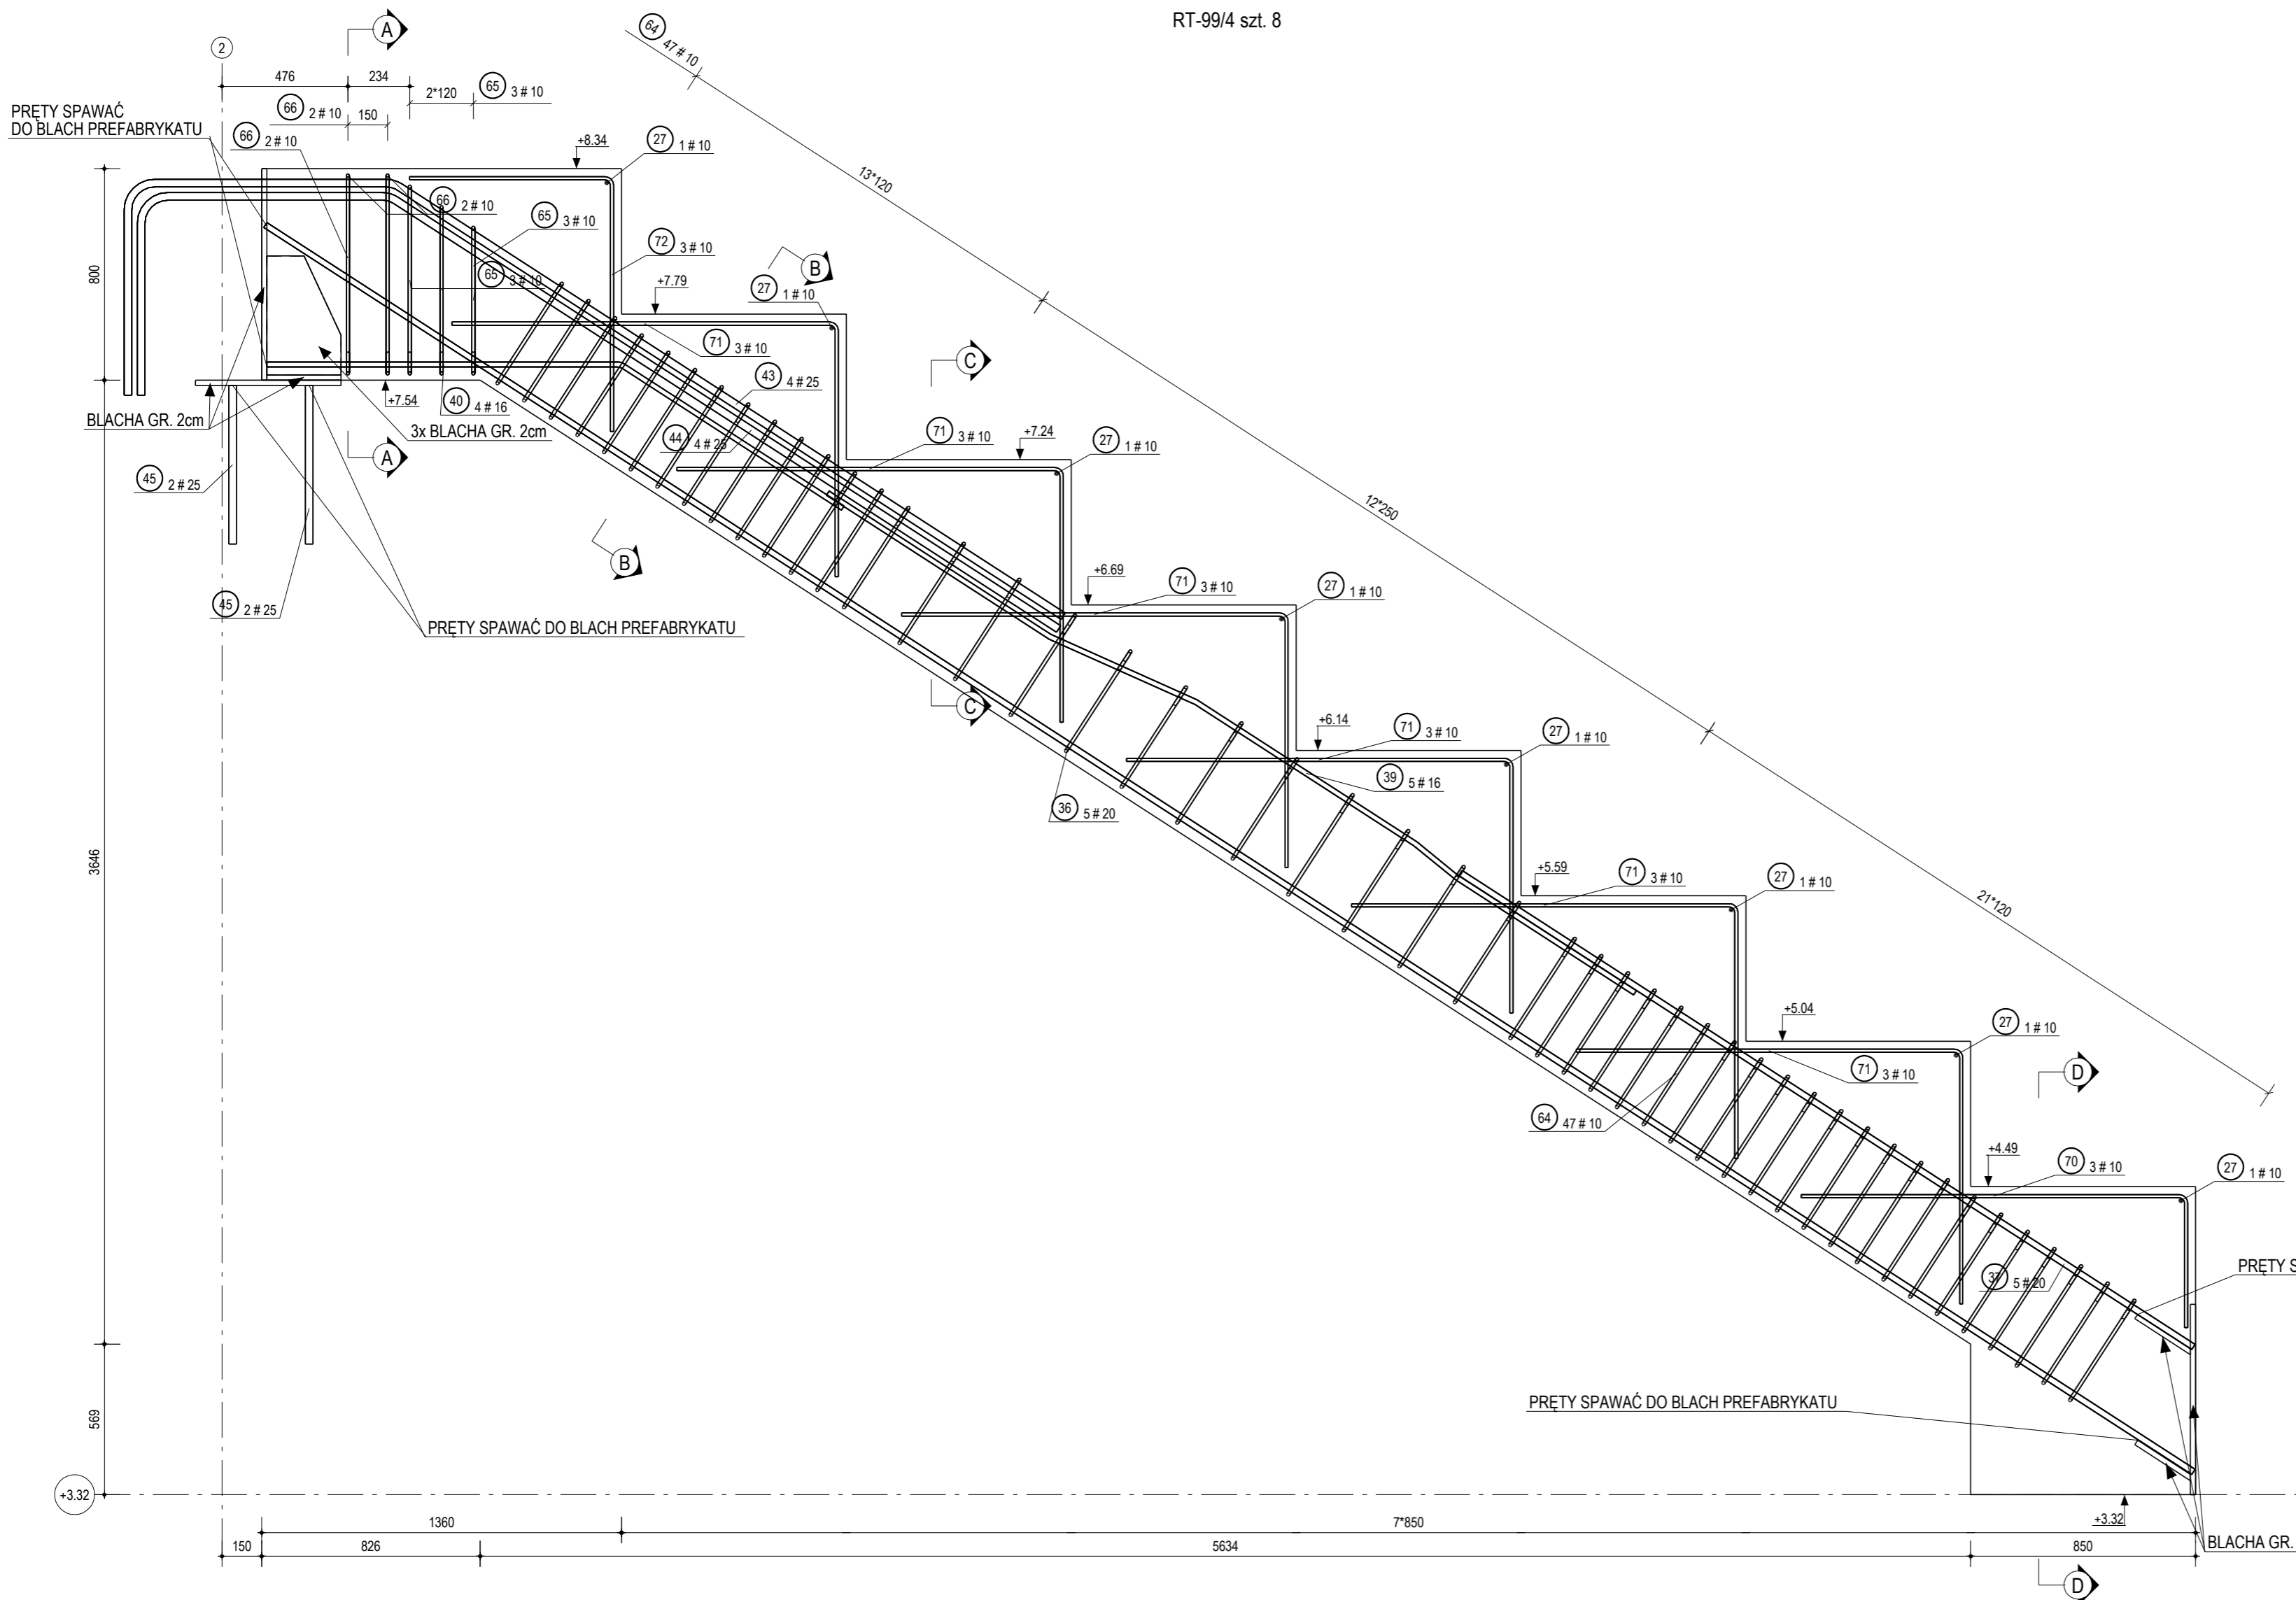 RT-99/4 szt. 8
64 47 # 10
A
2
476
234
2*120
65 3 # 10
66 2 # 10
150
PRĘTY SPAWAĆ
DO BLACH PREFABRYKATU
66 2 # 10
+8.34
27 1 # 10
13*120
66 2 # 10
65 3 # 10
72 3 # 10
65 3 # 10
800
+7.79
B
27 1 # 10
71 3 # 10
C
43 4 # 25
+7.54
40 4 # 16
BLACHA GR. 2cm
3x BLACHA GR. 2cm
44 4 # 25
71 3 # 10
+7.24
27 1 # 10
A
45 2 # 25
12*250
B
+6.69
71 3 # 10
27 1 # 10
45 2 # 25
PRĘTY SPAWAĆ DO BLACH PREFABRYKATU
C
+6.14
71 3 # 10
27 1 # 10
39 5 # 16
36 5 # 20
3646
+5.59
71 3 # 10
27 1 # 10
21*120
+5.04
27 1 # 10
71 3 # 10
D
64 47 # 10
+4.49
70 3 # 10
27 1 # 10
37 5 # 20
PRĘTY S
569
PRĘTY SPAWAĆ DO BLACH PREFABRYKATU
+3.32
+3.32
1360
7*850
150
826
5634
850
BLACHA GR.
D